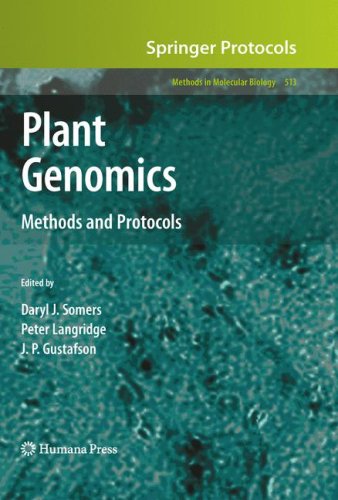 Springer Protocols
Methods in Molecular Biology 513
Plant
Genomics
Methods and Protocols
Edited by
Daryl J. Somers
Peter Langridge
J. P. Gustafson
Humana Press